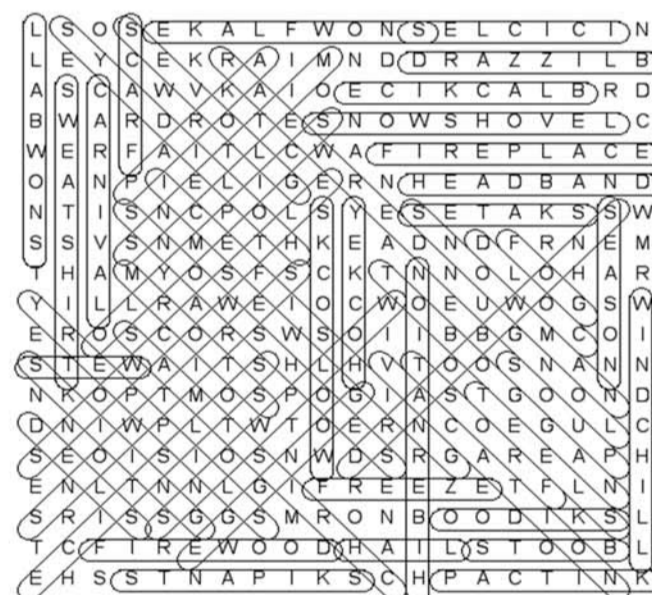 L S O S E K A L F W O N S E L C I C I N
L E Y C E K R A I M N D D R A Z Z I L B
A S C A W V K A I O E C I K C A L B R D
B W A R D R O T E S N O W S H O V E L C
W E R F A I T L C W A F I R E P L A C E
O A N P I E L I G E R N H E A D B A N D
N T I S N C P O L S Y E S E T A K S S W
S S V S N M E T H K E A D N D F R N E M
T H A M Y O S F S C K T N N O L O H A R
Y I L L R A W E I O C W O E U W O G S W
E R O S C O R S W S O I I B B G M C O I
S T E W A I T S H L H V T O O S N A N N
N K O P T M O S P O G I A S T G O O N D
D N I W P L T W T O E R N C O E G U L C
S E O I S I O S N W D S R G A R E A P H
E N L T N N L G I F R E E Z E T F L N I
S R I S S G G S M R O N B O O D I K S L
T C F I R E W O O D H A I L S T O O B L
E H S S T N A P I K S C H P A C T I N K